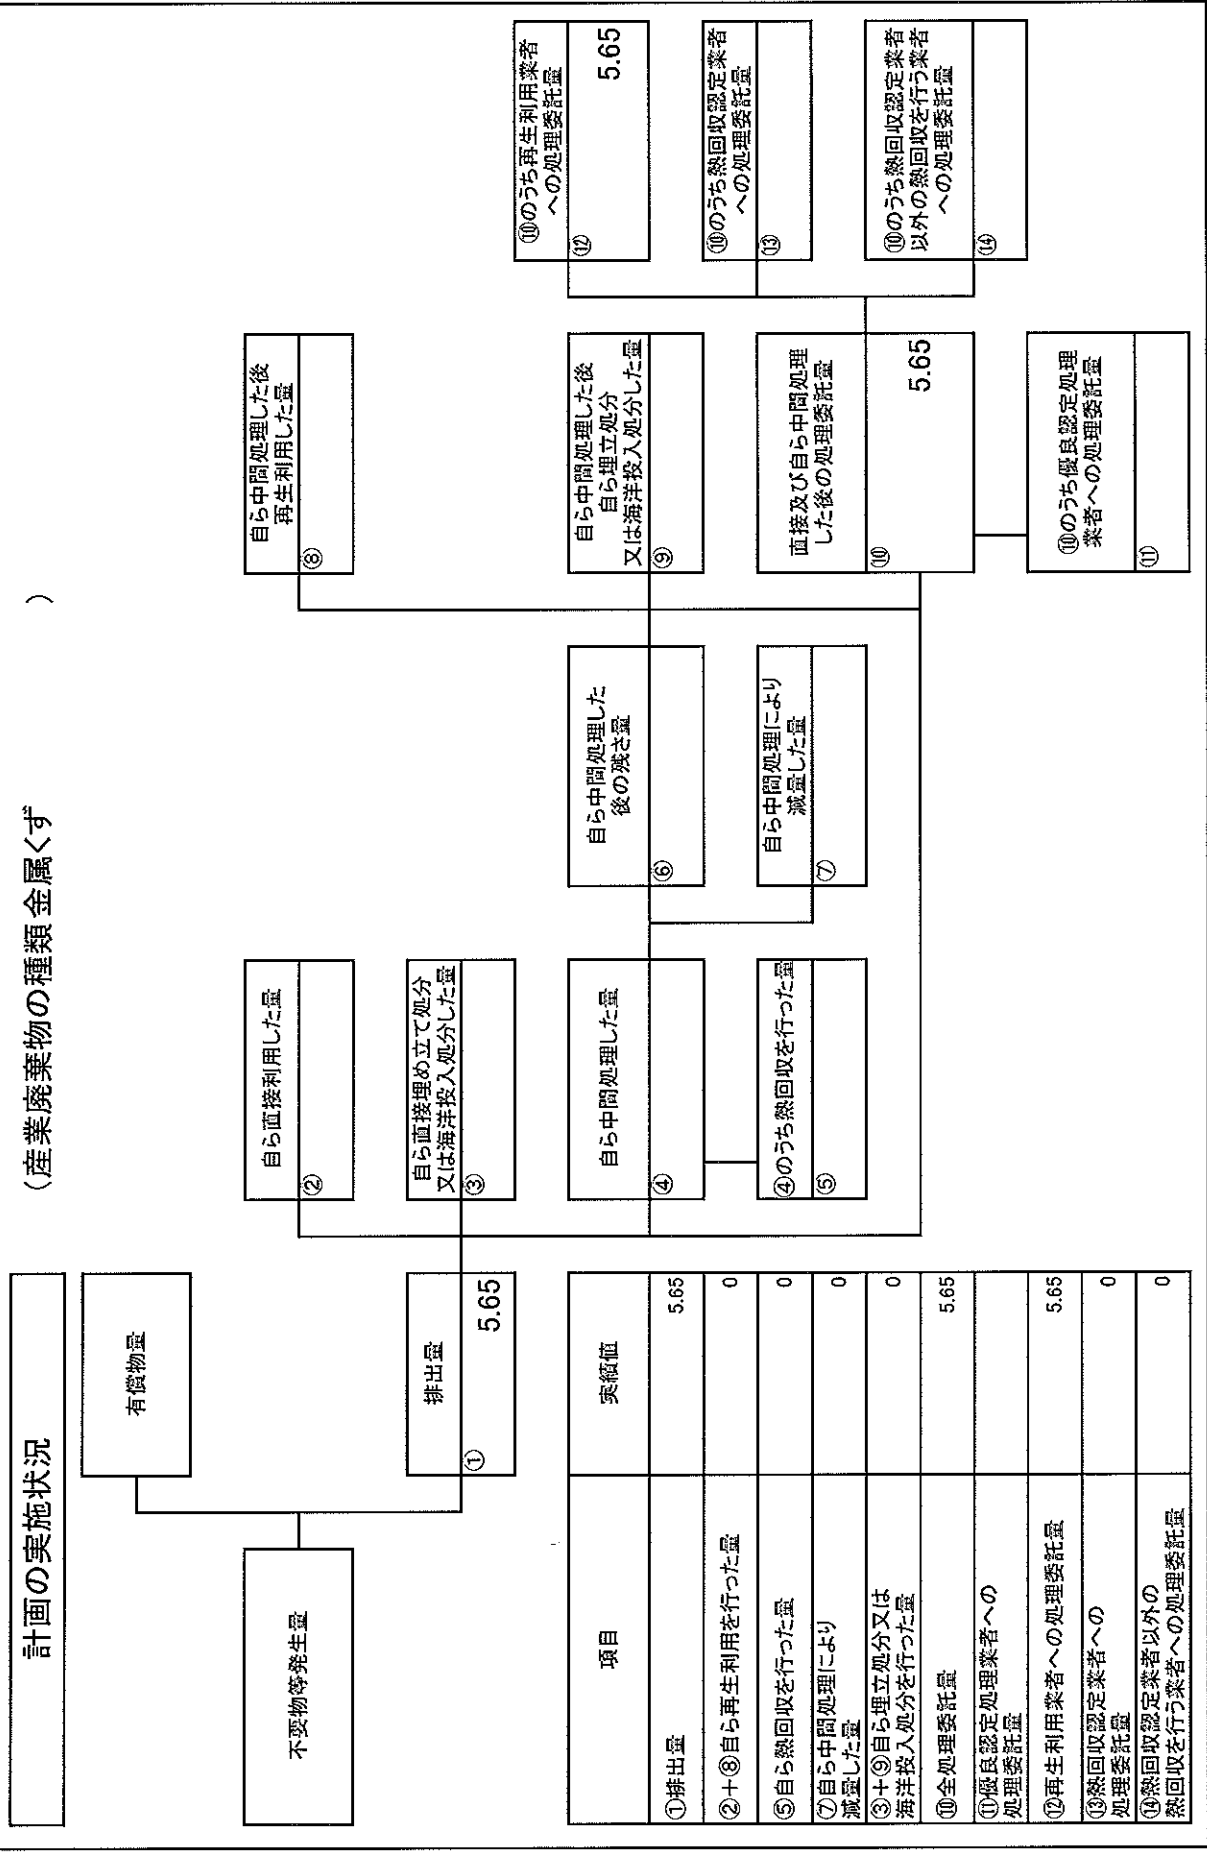 計画の実施状況
(産業廃棄物の種類 金属くず )
不要物等発生量
有償物量
排出量
① 5.65
自ら直接利用した量
②
自ら直接埋め立て処分
又は海洋投入処分した量
③
自ら中間処理した量
④
④のうち熱回収を行った量
⑤
自ら中間処理した
後の残さ量
⑥
自ら中間処理により
減量した量
⑦
自ら中間処理した後
再生利用した量
⑧
自ら中間処理した後
自ら埋立処分
又は海洋投入処分した量
⑨
直接及び自ら中間処理
した後の処理委託量
⑩ 5.65
⑩のうち優良認定処理
業者への処理委託量
⑪
⑩のうち再生利用業者
への処理委託量
⑫ 5.65
⑩のうち熱回収認定業者
への処理委託量
⑬
⑩のうち熱回収認定業者
以外の熱回収を行う業者
への処理委託量
⑭
項目 実績値
①排出量 5.65
②+⑧自ら再生利用を行った量 0
⑤自ら熱回収を行った量 0
⑦自ら中間処理により
減量した量 0
③+⑨自ら埋立処分又は
海洋投入処分を行った量 0
⑩全処理委託量 5.65
⑪優良認定処理業者への
処理委託量
⑫再生利用業者への処理委託量 5.65
⑬熱回収認定業者への
処理委託量 0
⑭熱回収認定業者以外の
熱回収を行う業者への処理委託量 0